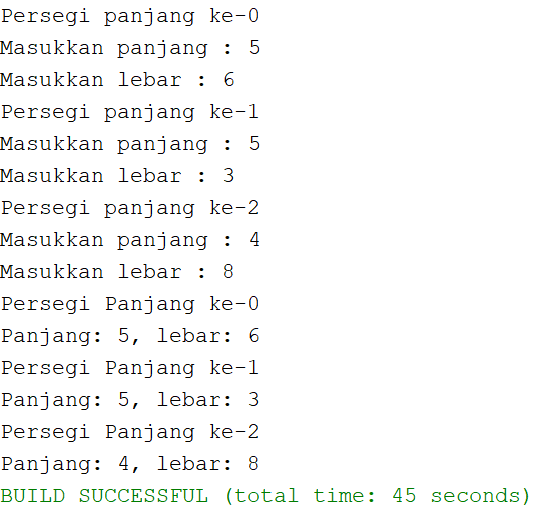 Persegi panjang ke-0
Masukkan panjang : 5
Masukkan lebar : 6
Persegi panjang ke-1
Masukkan panjang : 5
Masukkan lebar : 3
Persegi panjang ke-2
Masukkan panjang : 4
Masukkan lebar : 8
Persegi Panjang ke-0
Panjang: 5, lebar: 6
Persegi Panjang ke-1
Panjang: 5, lebar: 3
Persegi Panjang ke-2
Panjang: 4, lebar: 8
BUILD SUCCESSFUL (total time: 45 seconds)